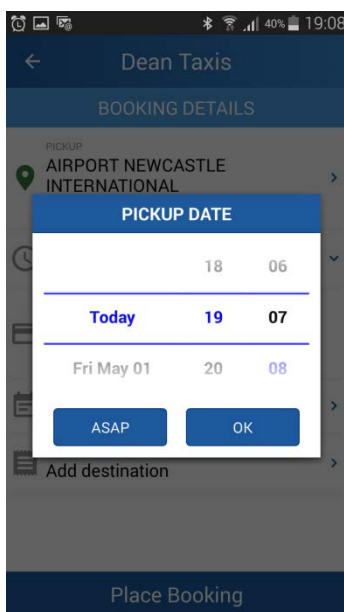 40% 19:08
Dean Taxis
BOOKING DETAILS
PICKUP
AIRPORT NEWCASTLE
INTERNATIONAL
PICKUP DATE
18 06
Today 19 07
Fri May 01 20 08
ASAP OK
Add destination
Place Booking